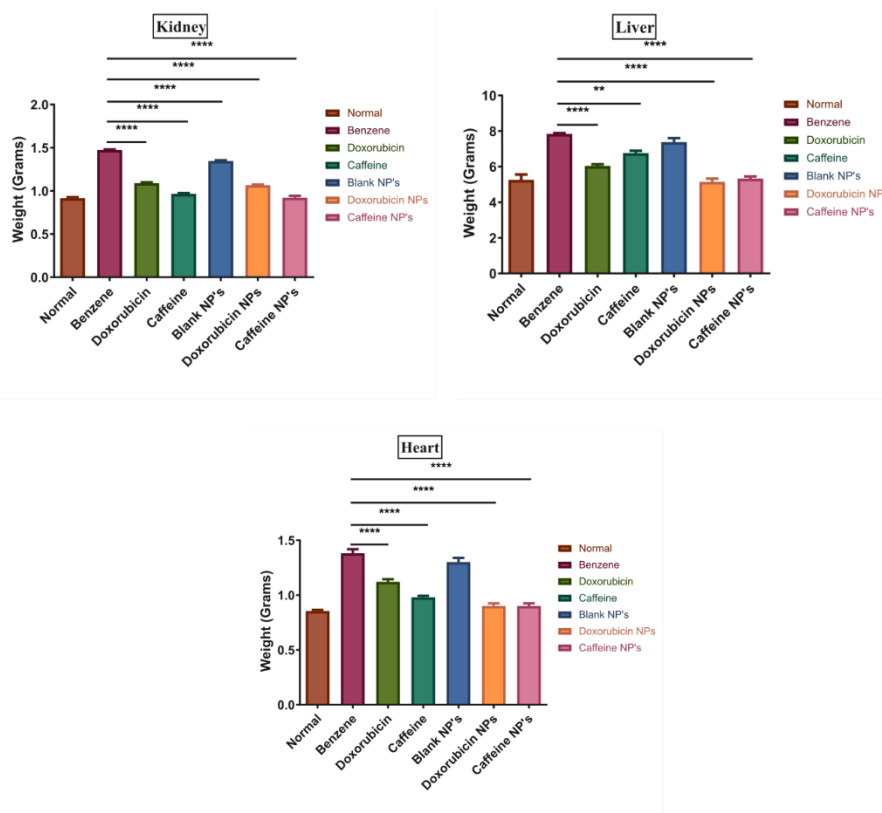 Kidney
****
****
****
****
****
2.0
1.5
1.0
0.5
0.0
Weight (Grams)
Normal
Benzene
Doxorubicin
Caffeine
Blank NP's
Doxorubicin NPs
Caffeine NP's
Normal
Benzene
Doxorubicin
Caffeine
Blank NP's
Doxorubicin NPs
Caffeine NP's
Liver
****
****
**
****
10
8
6
4
2
0
Weight (Grams)
Normal
Benzene
Doxorubicin
Caffeine
Blank NP's
Doxorubicin NPs
Caffeine NP's
Normal
Benzene
Doxorubicin
Caffeine
Blank NP's
Doxorubicin NP
Caffeine NP's
Heart
****
****
****
****
1.5
1.0
0.5
0.0
Weight (Grams)
Normal
Benzene
Doxorubicin
Caffeine
Blank NP's
Doxorubicin NPs
Caffeine NP's
Normal
Benzene
Doxorubicin
Caffeine
Blank NP's
Doxorubicin NPs
Caffeine NP's